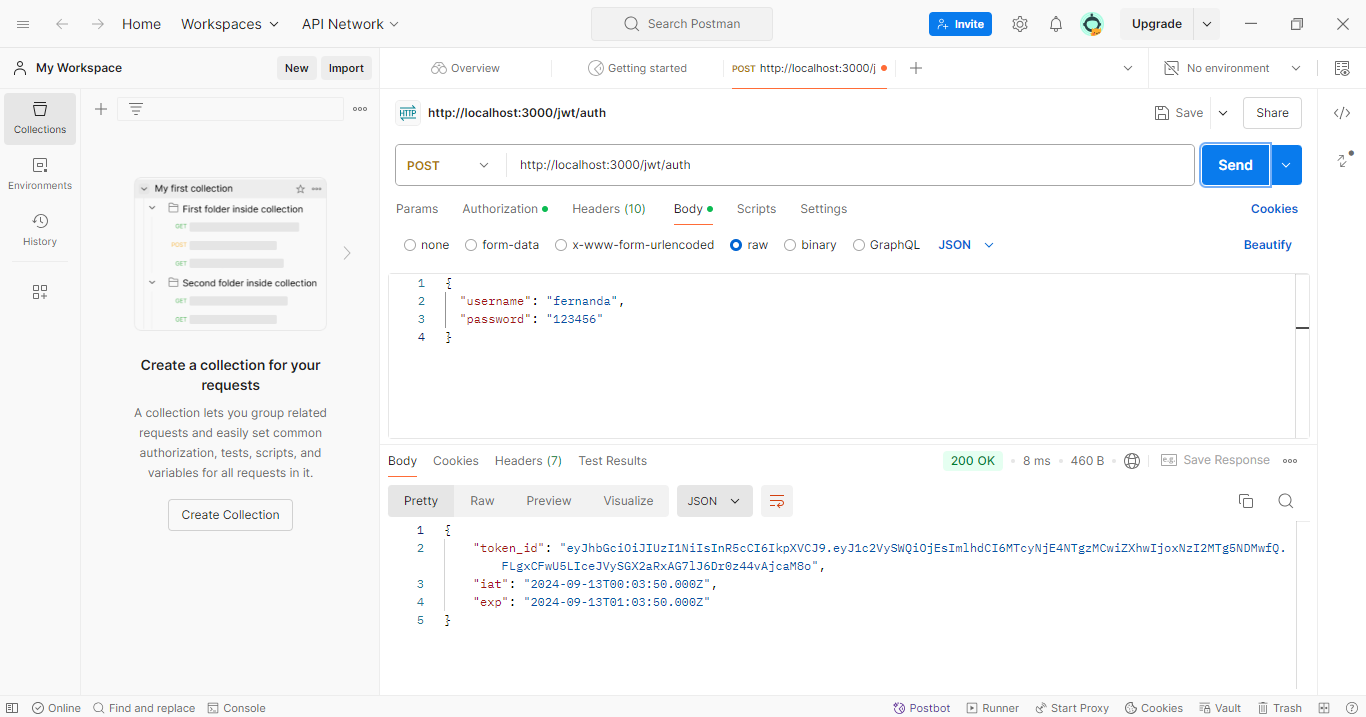 Home
Workspaces
API Network
Search Postman
Invite
Upgrade
My Workspace
New
Import
Overview
Getting started
POST http://localhost:3000/j
No environment
Collections
Environments
History
My first collection
First folder inside collection
GET
POST
GET
Second folder inside collection
GET
GET
Create a collection for your
requests
A collection lets you group related
requests and easily set common
authorization, tests, scripts, and
variables for all requests in it.
Create Collection
HTTP http://localhost:3000/jwt/auth
Save
Share
POST
http://localhost:3000/jwt/auth
Send
Params
Authorization
Headers (10)
Body
Scripts
Settings
Cookies
none
form-data
x-www-form-urlencoded
raw
binary
GraphQL
JSON
Beautify
1 {
2 "username": "fernanda",
3 "password": "123456"
4 }
Body
Cookies
Headers (7)
Test Results
200 OK
8 ms
460 B
e.g. Save Response
Pretty
Raw
Preview
Visualize
JSON
1 {
2 "token_id": "eyJhbGciOiJIUzI1NiIsInR5cCI6IkpXVCJ9.eyJ1c2VySWQiOjEsImlhdCI6MTcyNjE4NTgzMCwiZXhwIjoxNzI2MTg5NDMwfQ.
FLgxCFwU5LIceJVySGX2aRxAG7lJ6Dr0z44vAjcaM8o",
3 "iat": "2024-09-13T00:03:50.000Z",
4 "exp": "2024-09-13T01:03:50.000Z"
5 }
Online
Find and replace
Console
Postbot
Runner
Start Proxy
Cookies
Vault
Trash